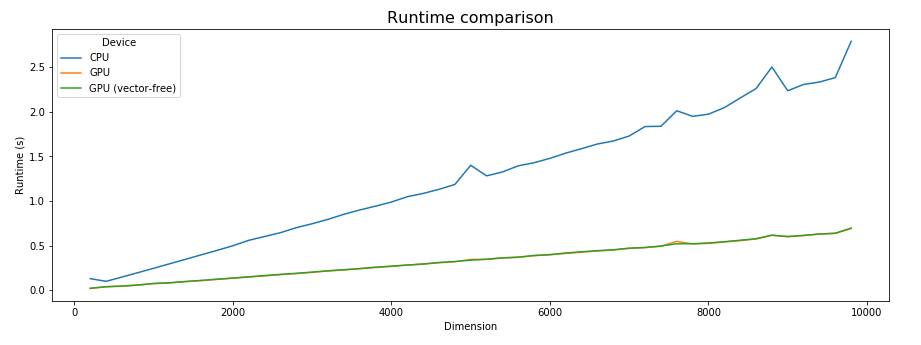 Runtime comparison
Device
CPU
GPU
GPU (vector-free)
Runtime (s)
2.5
2.0
1.5
1.0
0.5
0.0
0 2000 4000 6000 8000 10000
Dimension